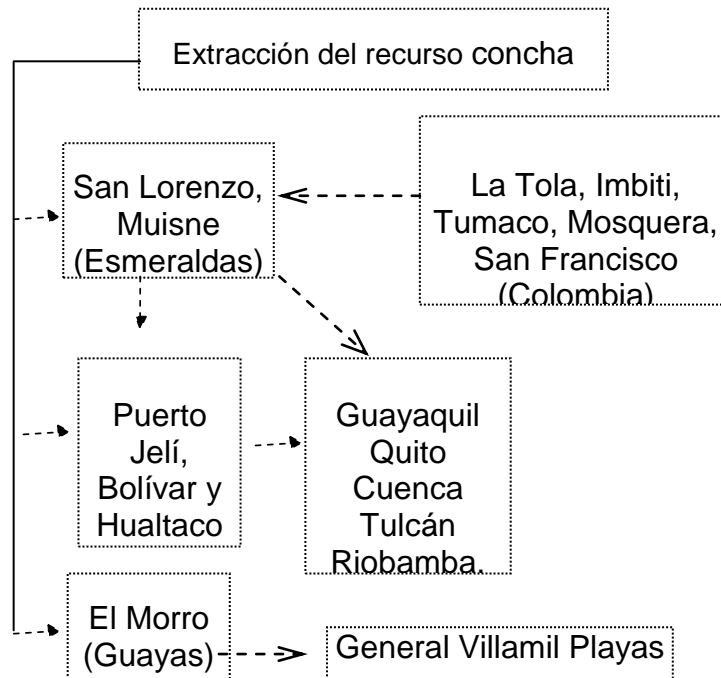 Extracción del recurso concha
San Lorenzo,
Muisne
(Esmeraldas)
La Tola, Imbiti,
Tumaco, Mosquera,
San Francisco
(Colombia)
Puerto
Jelí,
Bolívar y
Hualtaco
Guayaquil
Quito
Cuenca
Tulcán
Riobamba.
El Morro
(Guayas)
General Villamil Playas